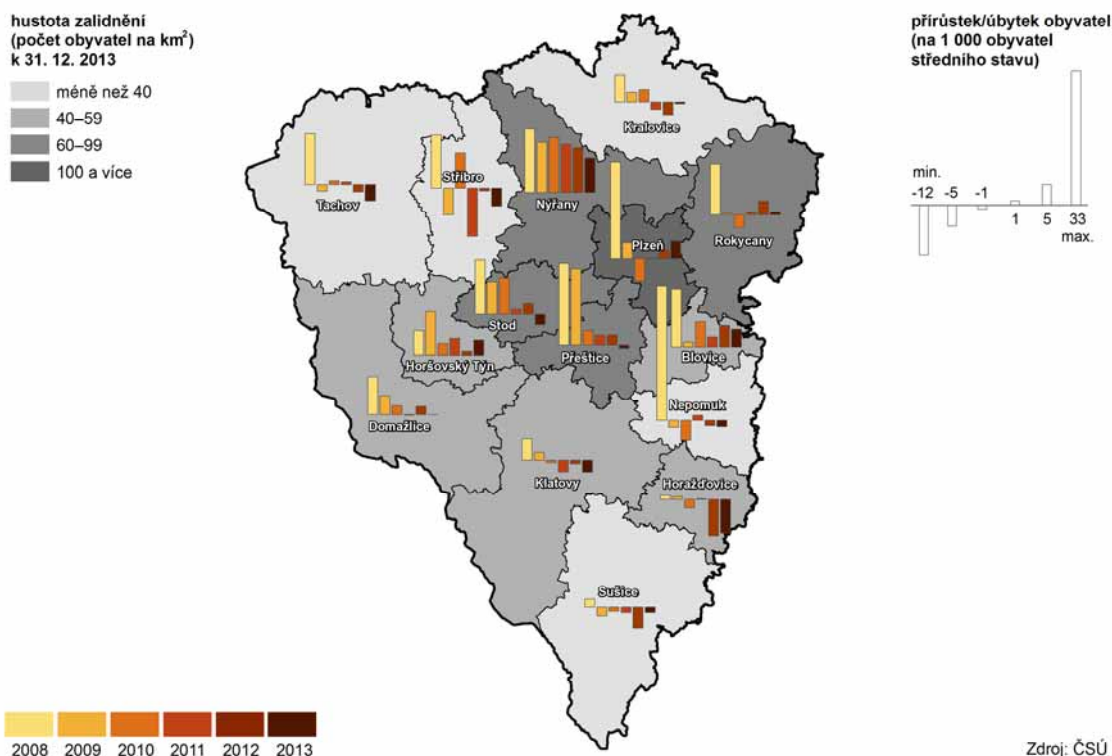 hustota zalidnění
(počet obyvatel na km²)
k 31. 12. 2013
méně než 40
40–59
60–99
100 a více
přírůstek/úbytek obyvatel
(na 1 000 obyvatel
středního stavu)
min.
-12 -5 -1
1 5 33
max.
Kralovice
Tachov
Stříbro
Nýřany
Plzeň
Rokycany
Stod
Horšovský Týn
Přeštice
Blovice
Nepomuk
Domažlice
Klatovy
Horažďovice
Sušice
2008 2009 2010 2011 2012 2013
Zdroj: ČSÚ